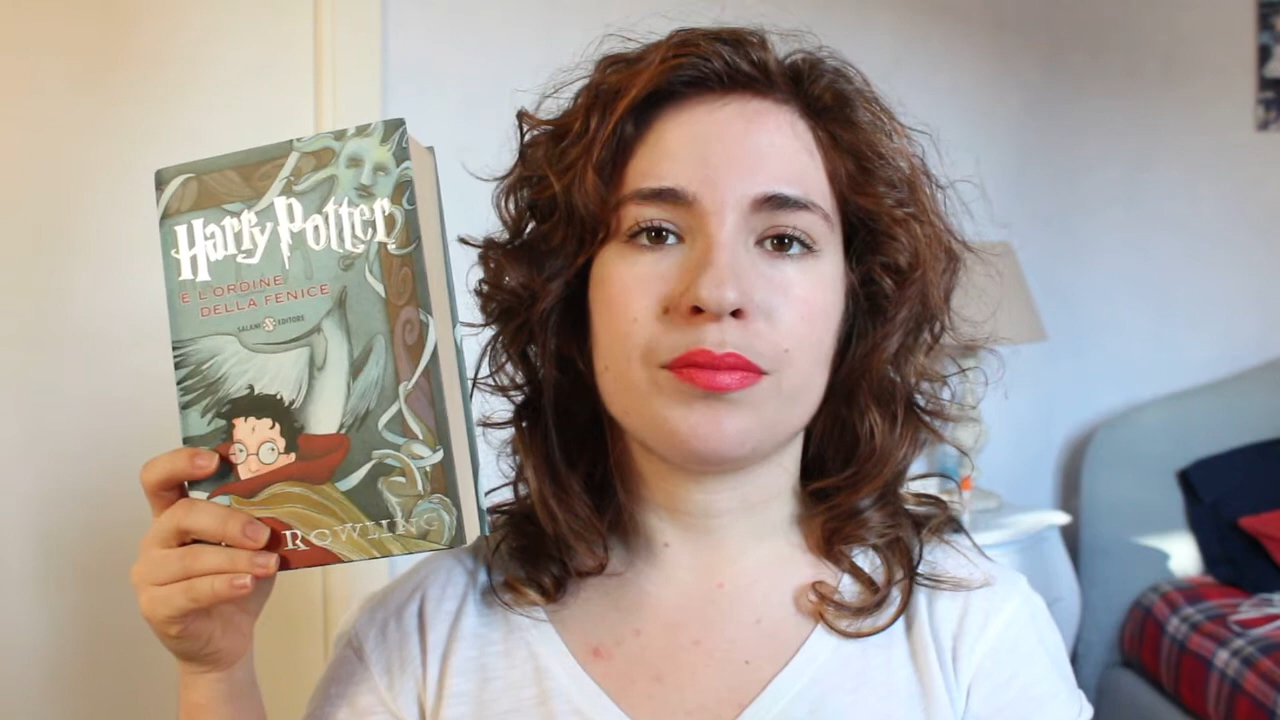 Harry Potter
E L'ORDINE
DELLA FENICE
SALANI S EDITORE
ROWLING